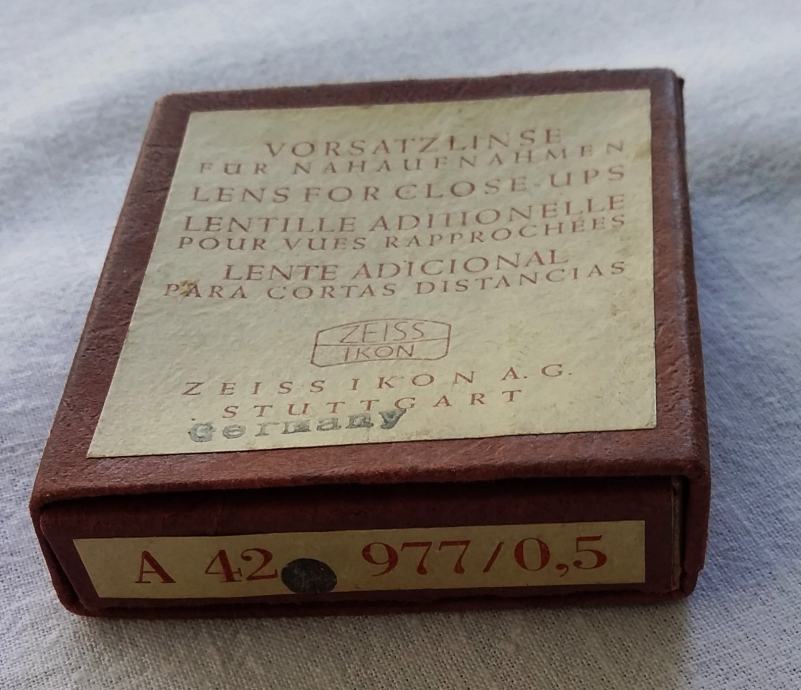 VORSATZLINSE
FÜR NAHAUFNAHMEN
LENS FOR CLOSE-UPS
LENTILLE ADITIONELLE
POUR VUES RAPPROCHÉES
LENTE ADICIONAL
PARA CORTAS DISTANCIAS
ZEISS
IKON
ZEISS IKON A.G.
STUTTGART
Germany
A 42 977/0,5